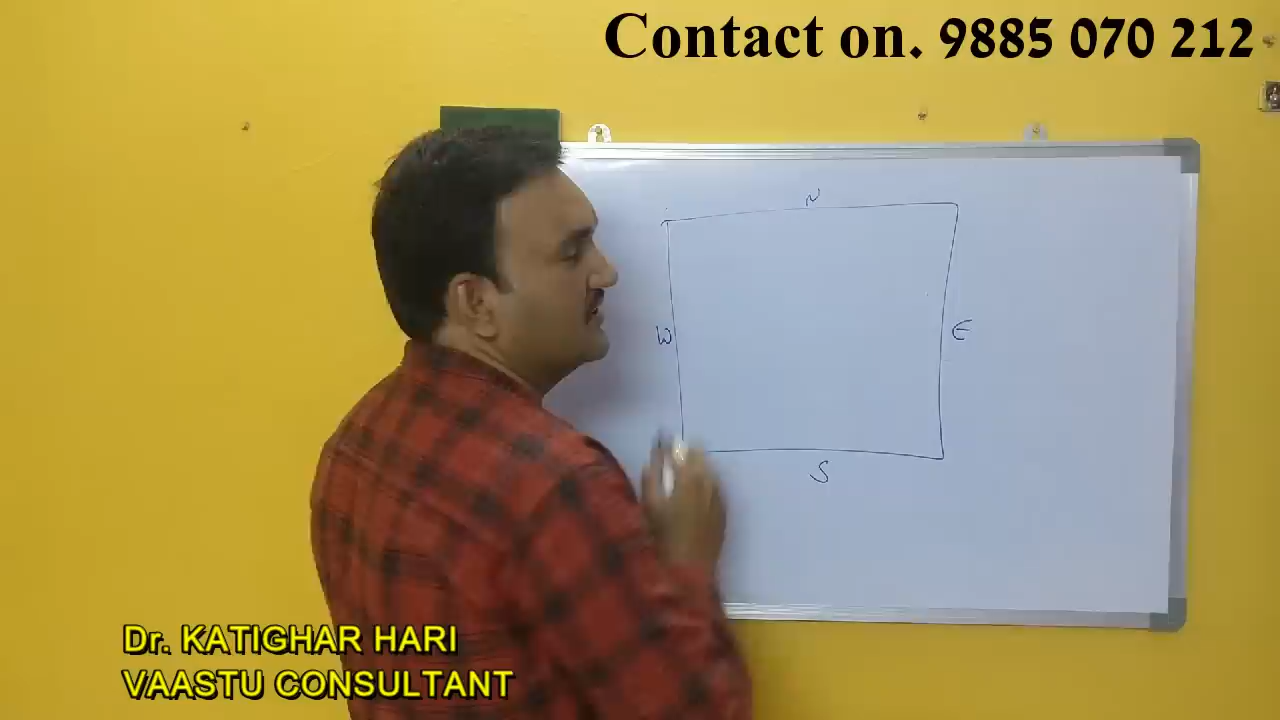 Contact on. 9885 070 212
N
W
E
S
Dr. KATIGHAR HARI
VAASTU CONSULTANT